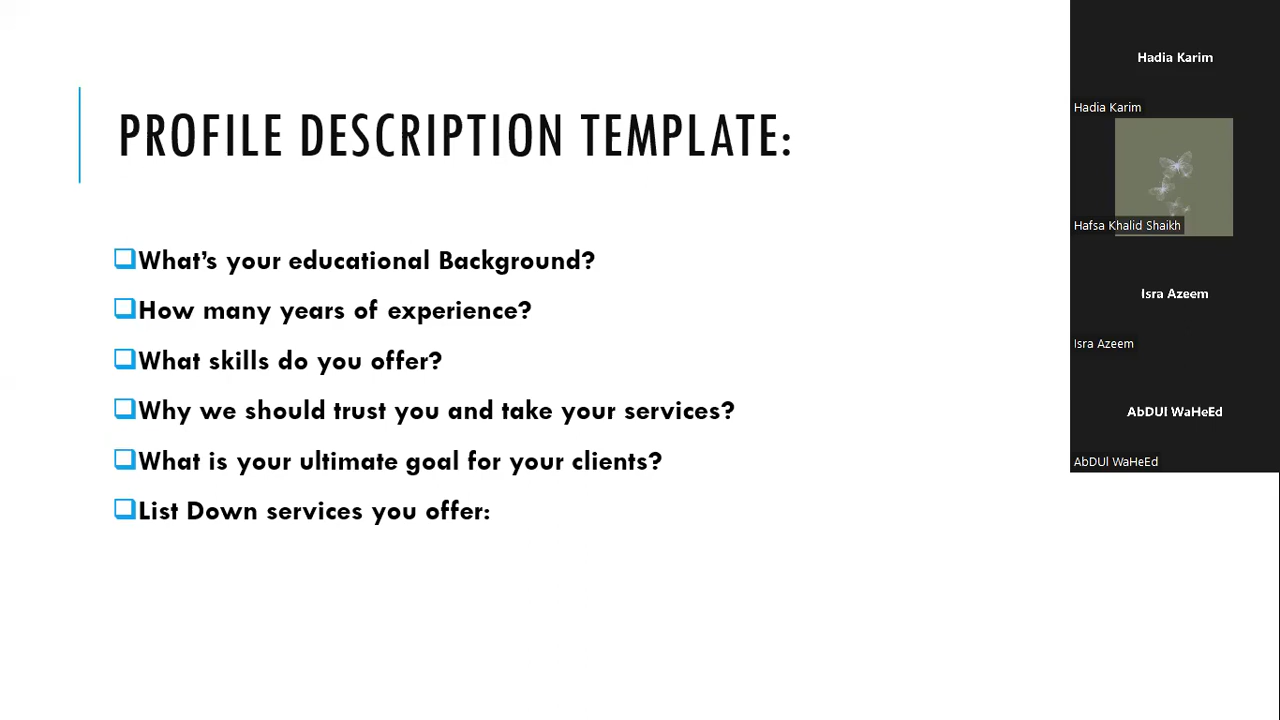 PROFILE DESCRIPTION TEMPLATE:
What's your educational Background?
How many years of experience?
What skills do you offer?
Why we should trust you and take your services?
What is your ultimate goal for your clients?
List Down services you offer:
Hadia Karim
Hadia Karim
Hafsa Khalid Shaikh
Isra Azeem
Isra Azeem
AbDUl WaHeEd
AbDUl WaHeEd